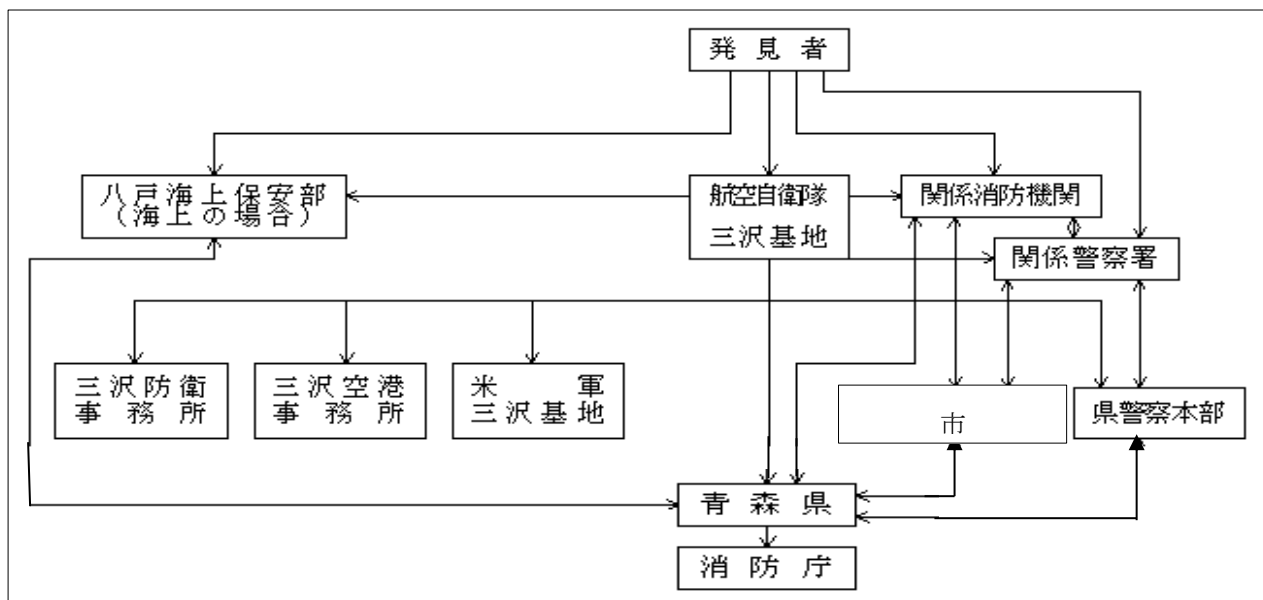 発見者
八戸海上保安部
（海上の場合）
航空自衛隊
三沢基地
関係消防機関
関係警察署
三沢防衛
事務所
三沢空港
事務所
米軍
三沢基地
市
県警察本部
青森県
消防庁